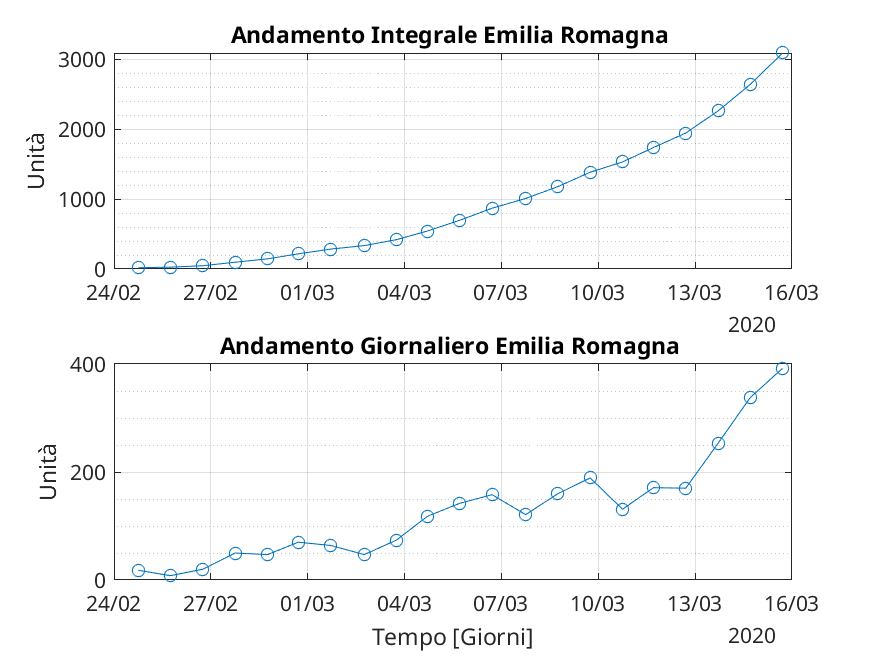 Andamento Integrale Emilia Romagna
3000
2000
1000
0
Unità
24/02 27/02 01/03 04/03 07/03 10/03 13/03 16/03
2020
Andamento Giornaliero Emilia Romagna
400
200
0
Unità
24/02 27/02 01/03 04/03 07/03 10/03 13/03 16/03
Tempo [Giorni] 2020